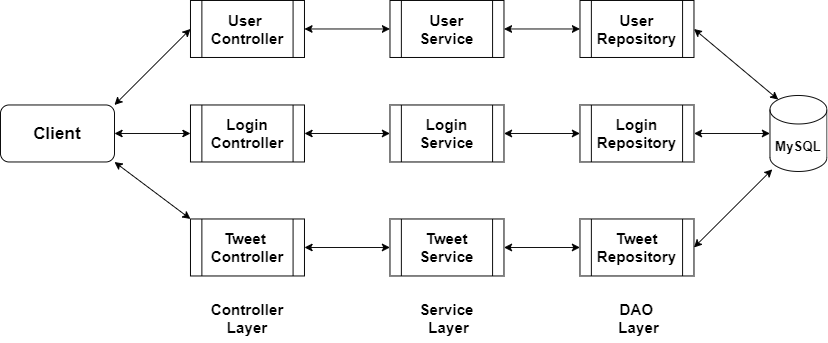 User
Controller
User
Service
User
Repository
Client
Login
Controller
Login
Service
Login
Repository
MySQL
Tweet
Controller
Tweet
Service
Tweet
Repository
Controller
Layer
Service
Layer
DAO
Layer